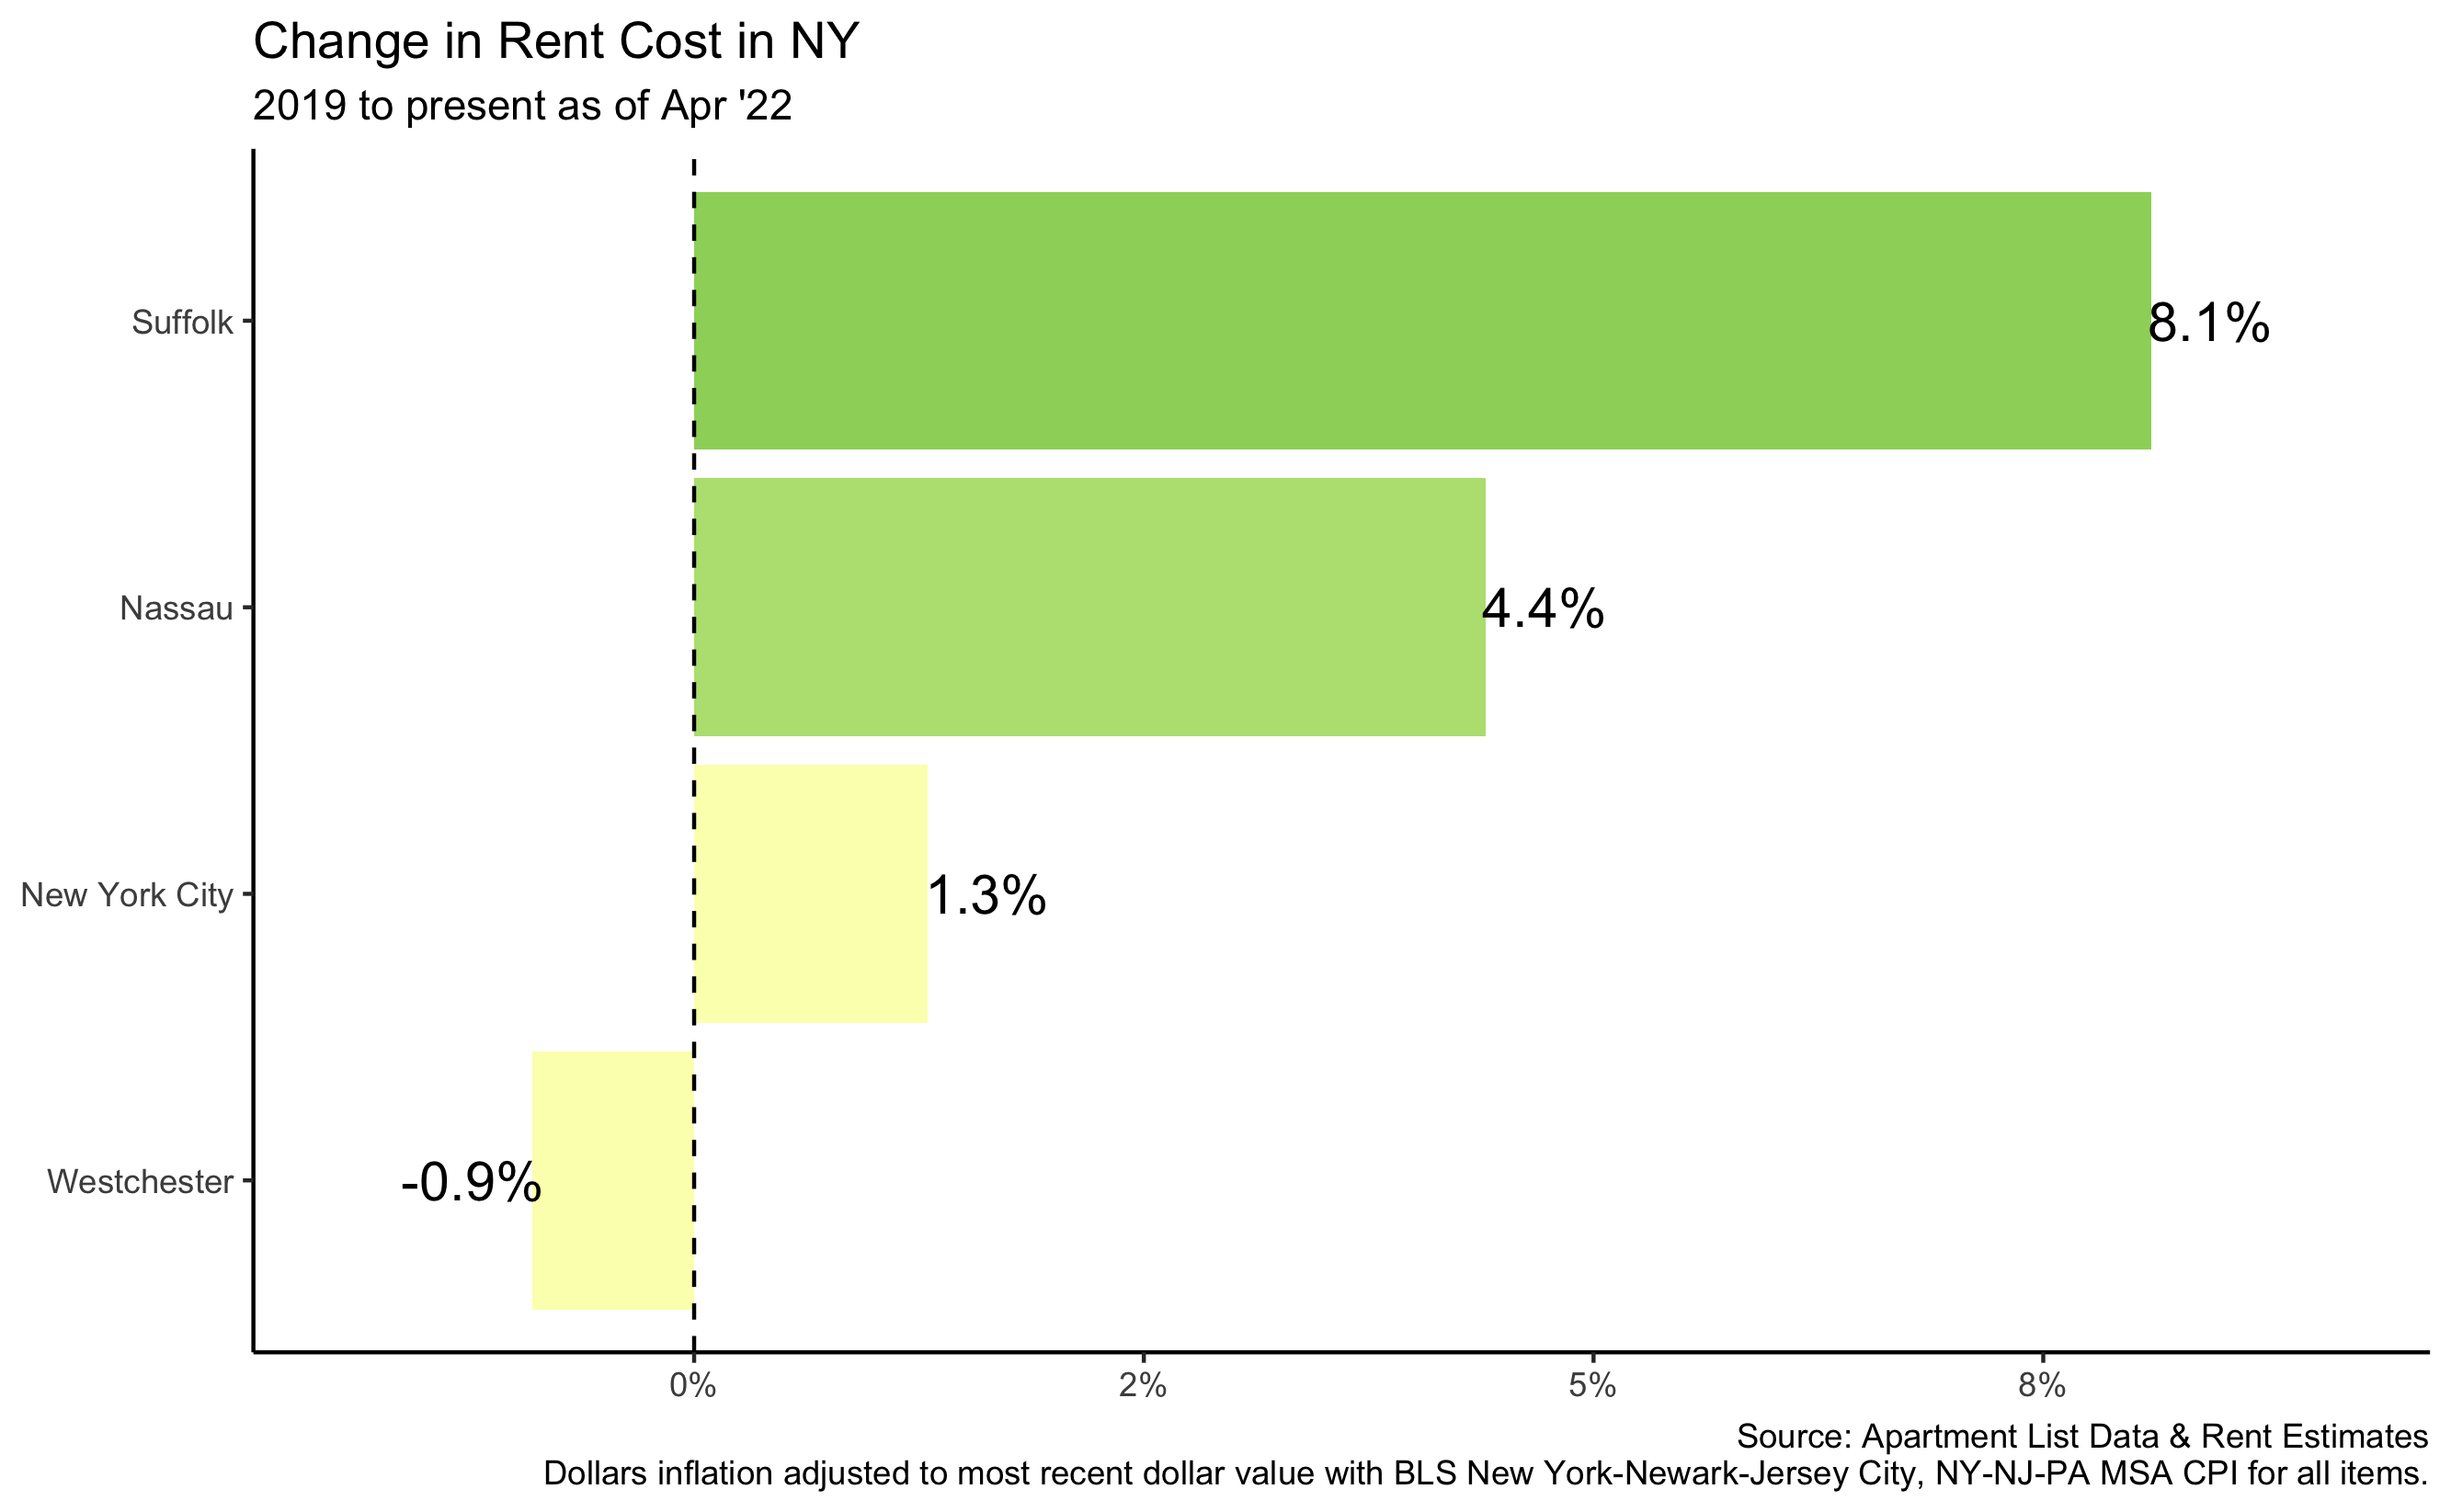 Change in Rent Cost in NY
2019 to present as of Apr '22
Suffolk
8.1%
Nassau
4.4%
New York City
1.3%
Westchester
-0.9%
0%
2%
5%
8%
Source: Apartment List Data & Rent Estimates
Dollars inflation adjusted to most recent dollar value with BLS New York-Newark-Jersey City, NY-NJ-PA MSA CPI for all items.